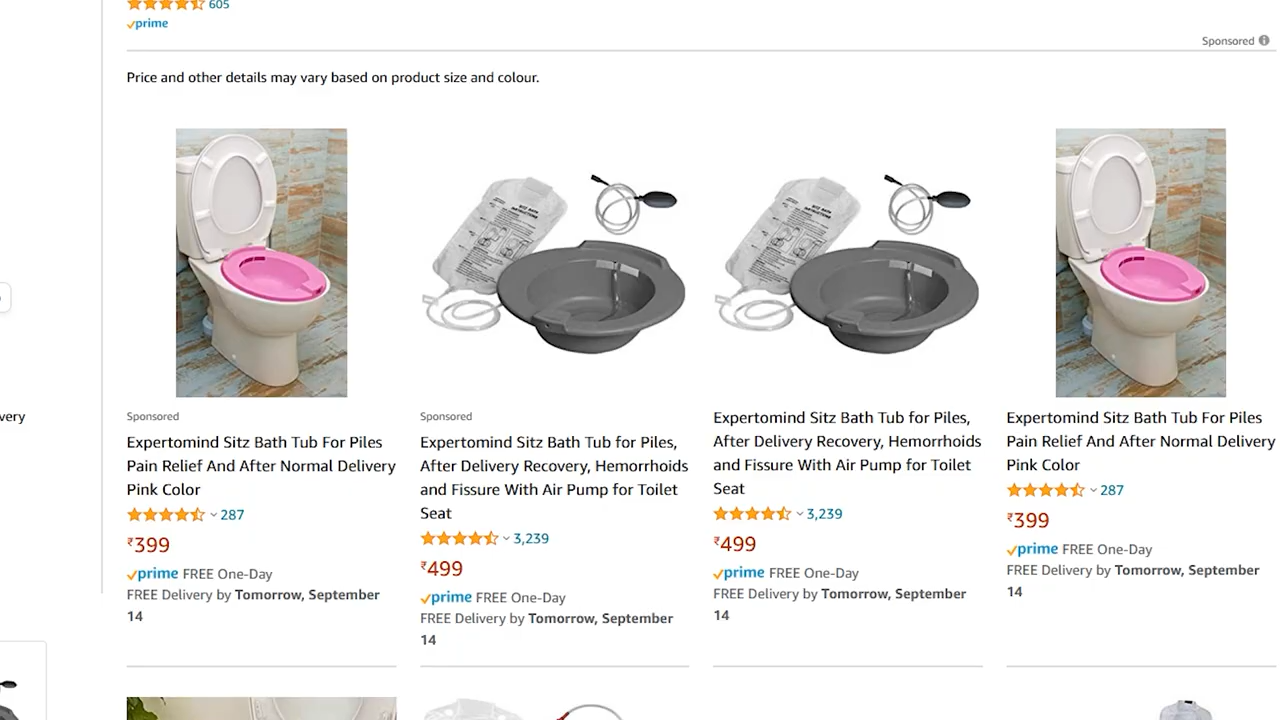 605
prime
Sponsored
Price and other details may vary based on product size and colour.
SITZ BATH
INSTRUCTIONS
SITZ BATH
INSTRUCTIONS
Sponsored
Expertomind Sitz Bath Tub For Piles
Pain Relief And After Normal Delivery
Pink Color
287
₹399
prime FREE One-Day
FREE Delivery by Tomorrow, September
14
Sponsored
Expertomind Sitz Bath Tub for Piles,
After Delivery Recovery, Hemorrhoids
and Fissure With Air Pump for Toilet
Seat
3,239
₹499
prime FREE One-Day
FREE Delivery by Tomorrow, September
14
Expertomind Sitz Bath Tub for Piles,
After Delivery Recovery, Hemorrhoids
and Fissure With Air Pump for Toilet
Seat
3,239
₹499
prime FREE One-Day
FREE Delivery by Tomorrow, September
14
Expertomind Sitz Bath Tub For Piles
Pain Relief And After Normal Delivery
Pink Color
287
₹399
prime FREE One-Day
FREE Delivery by Tomorrow, September
14
very